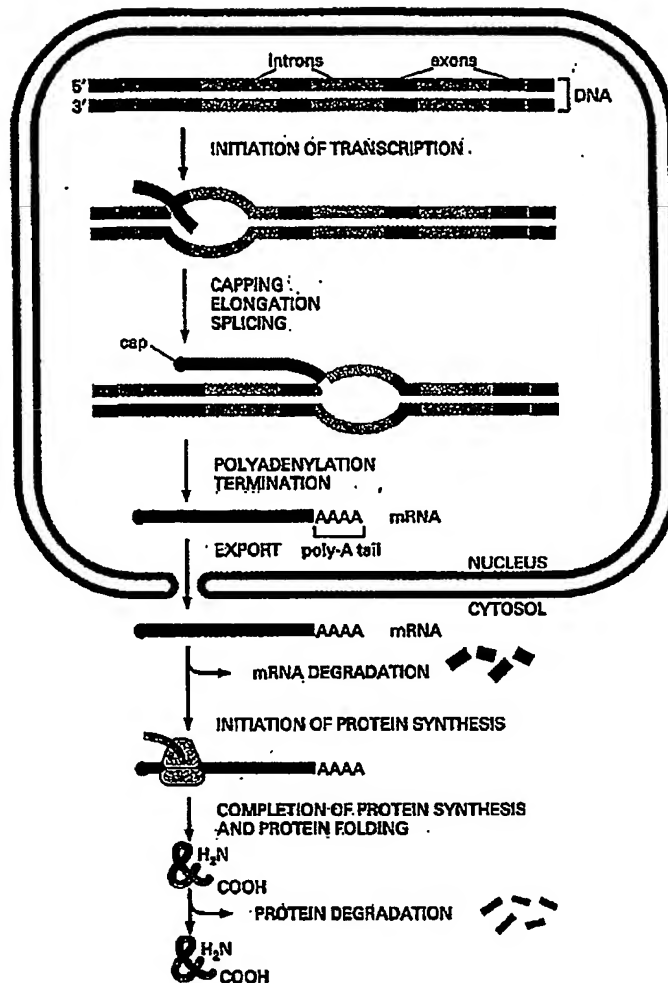 Introns exons
5'
3'
DNA
INITIATION OF TRANSCRIPTION
CAPPING
ELONGATION
SPLICING
cap
POLYADENYLATION
TERMINATION
AAAA mRNA
EXPORT poly-A tail
NUCLEUS
CYTOSOL
AAAA mRNA
mRNA DEGRADATION
INITIATION OF PROTEIN SYNTHESIS
AAAA
COMPLETION OF PROTEIN SYNTHESIS
AND PROTEIN FOLDING
H₂N
COOH
PROTEIN DEGRADATION
H₂N
COOH